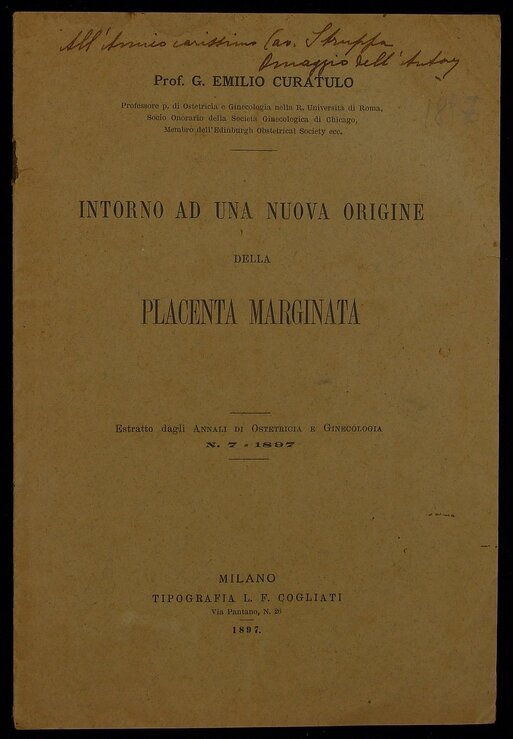 All'Amico carissimo Cav. Struppa
Omaggio dell'Autore
Prof. G. EMILIO CURATULO
Professore p. di Ostetricia e Ginecologia nella R. Università di Roma,
Socio Onorario della Società Ginecologica di Chicago,
Membro dell'Edinburgh Obstetrical Society ecc.
1897
INTORNO AD UNA NUOVA ORIGINE
DELLA
PLACENTA MARGINATA
Estratto dagli ANNALI DI OSTETRICIA E GINECOLOGIA
N. 7 - 1897
MILANO
TIPOGRAFIA L. F. COGLIATI
Via Pantano, N. 26
1897.